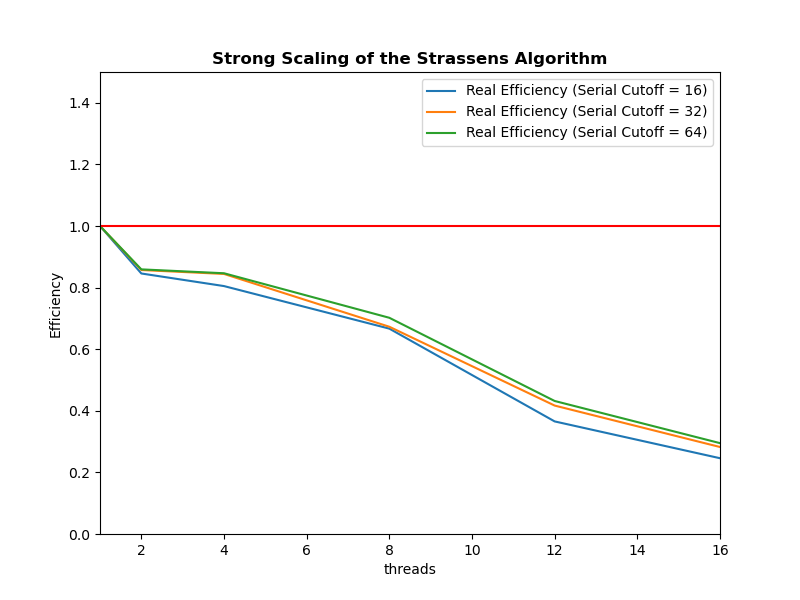 Strong Scaling of the Strassens Algorithm
Real Efficiency (Serial Cutoff = 16)
Real Efficiency (Serial Cutoff = 32)
Real Efficiency (Serial Cutoff = 64)
1.4
1.2
1.0
0.8
0.6
0.4
0.2
0.0
Efficiency
2 4 6 8 10 12 14 16
threads